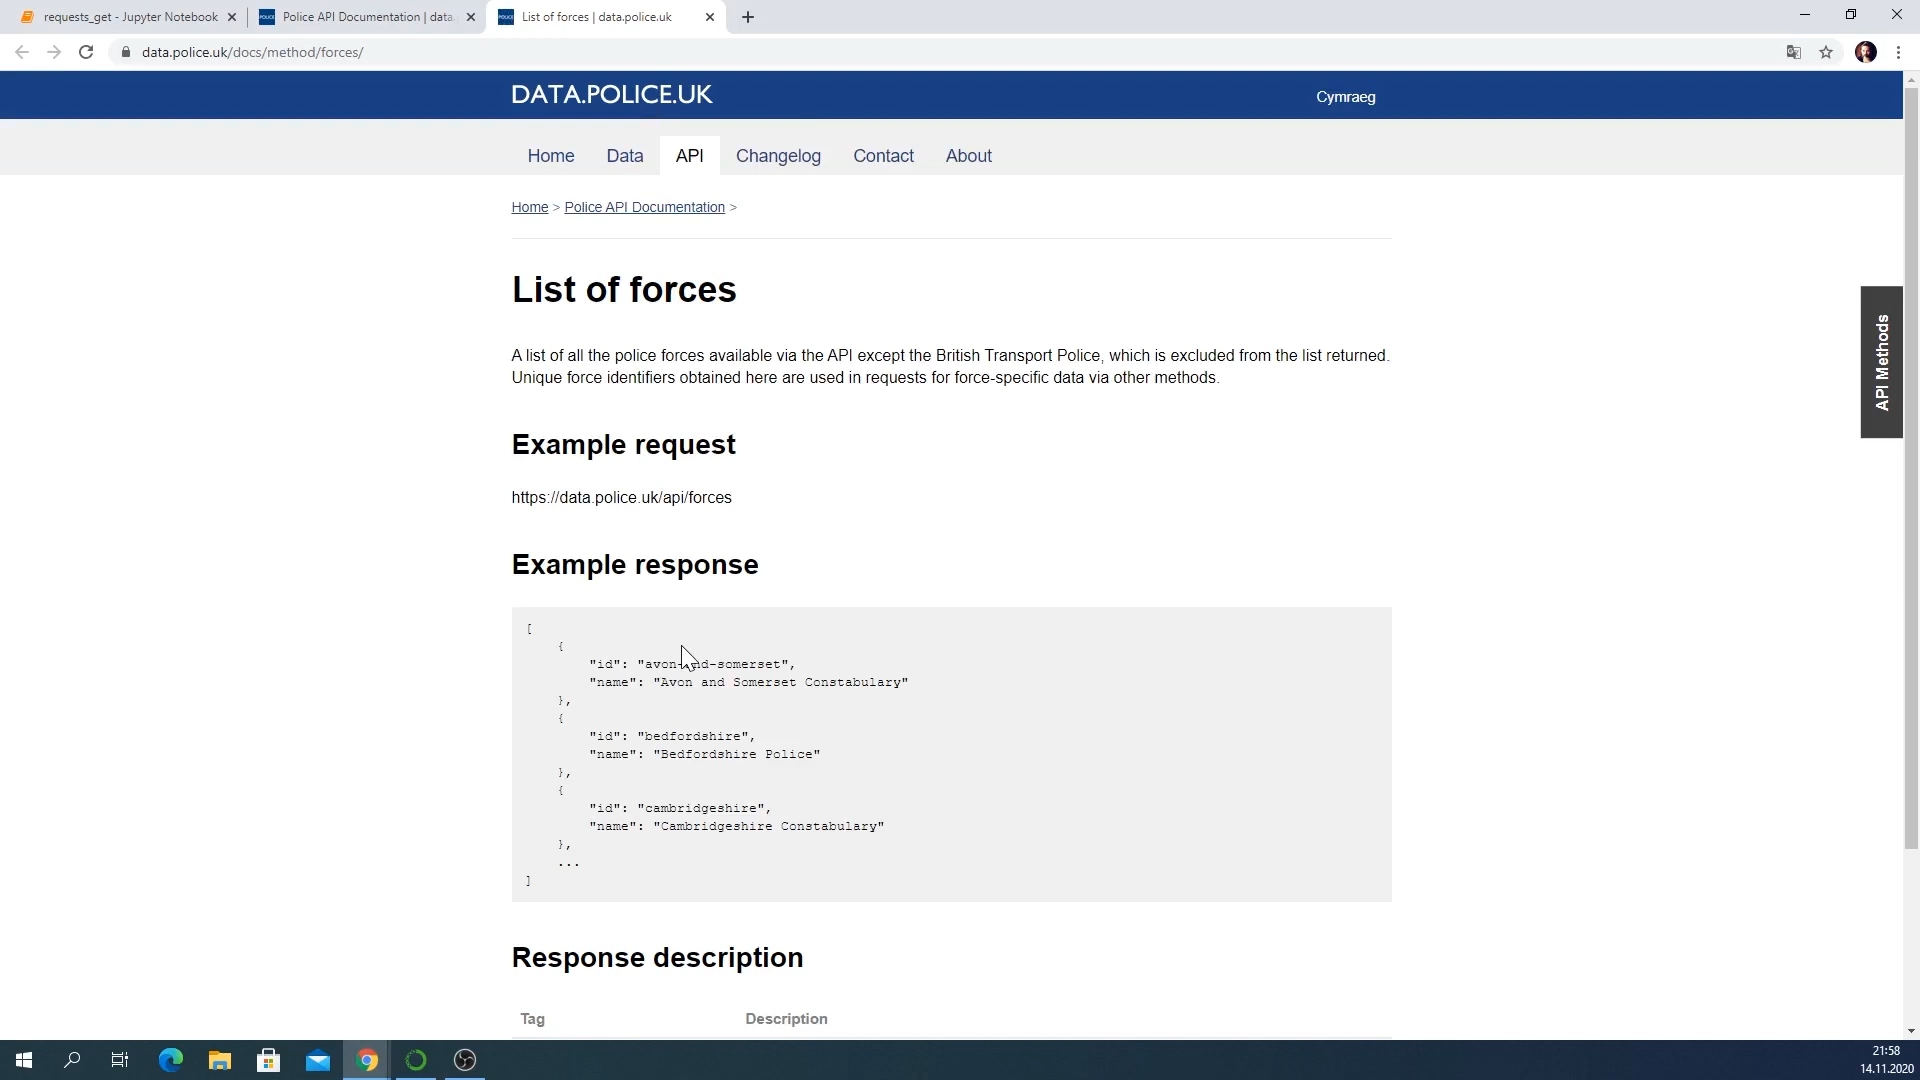 requests_get - Jupyter Notebook
Police API Documentation | data.
List of forces | data.police.uk
data.police.uk/docs/method/forces/
DATA.POLICE.UK
Cymraeg
Home Data API Changelog Contact About
Home > Police API Documentation >
List of forces
A list of all the police forces available via the API except the British Transport Police, which is excluded from the list returned.
Unique force identifiers obtained here are used in requests for force-specific data via other methods.
API Methods
Example request
https://data.police.uk/api/forces
Example response
[
{
"id": "avon-and-somerset",
"name": "Avon and Somerset Constabulary"
},
{
"id": "bedfordshire",
"name": "Bedfordshire Police"
},
{
"id": "cambridgeshire",
"name": "Cambridgeshire Constabulary"
},
...
]
Response description
Tag Description
21:58
14.11.2020